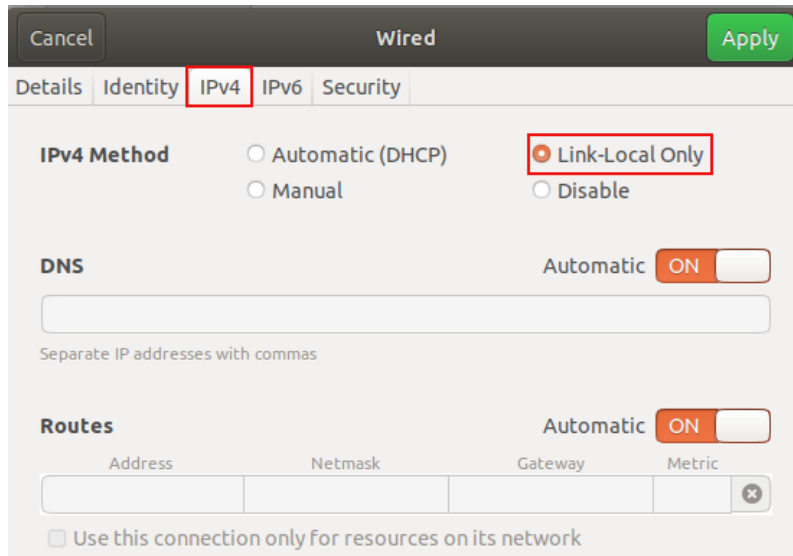 Cancel Wired Apply
Details Identity IPv4 IPv6 Security
IPv4 Method Automatic (DHCP) Link-Local Only
Manual Disable
DNS Automatic ON
Separate IP addresses with commas
Routes Automatic ON
Address Netmask Gateway Metric
Use this connection only for resources on its network